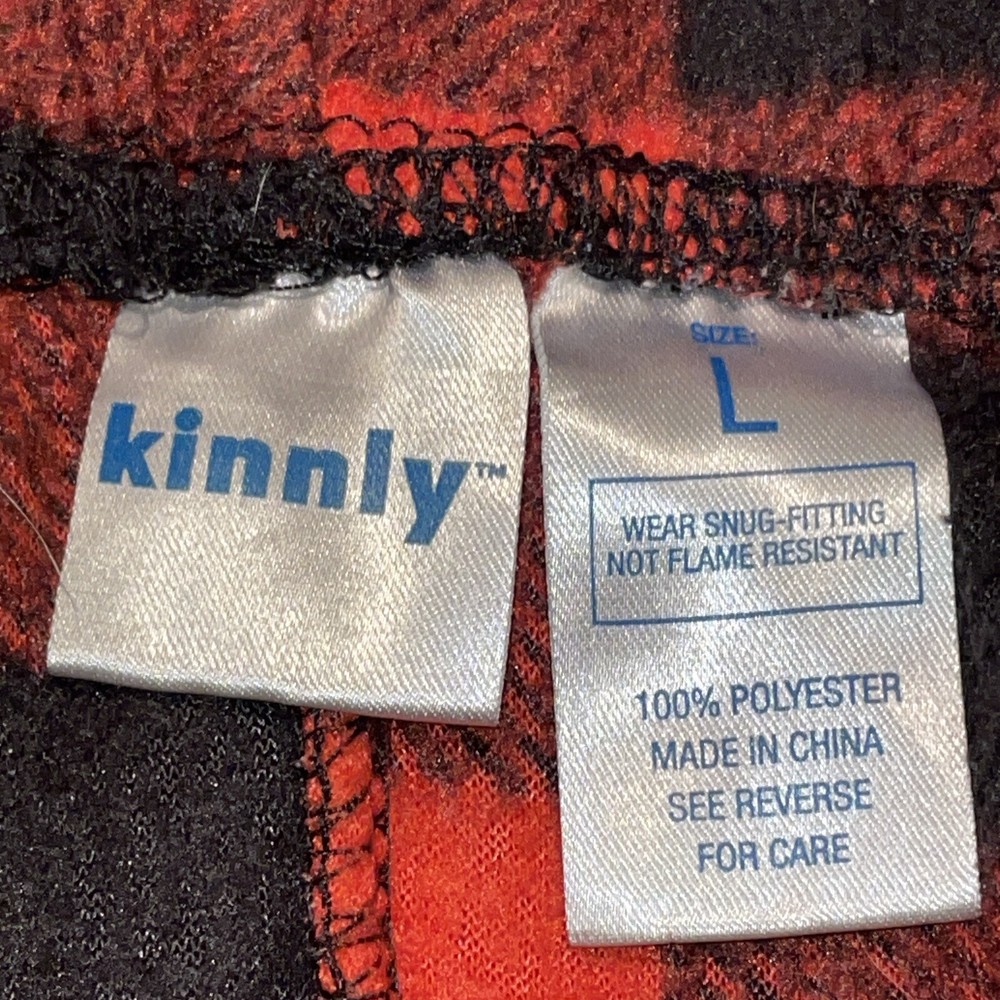 kinnly™
SIZE:
L
WEAR SNUG-FITTING
NOT FLAME RESISTANT
100% POLYESTER
MADE IN CHINA
SEE REVERSE
FOR CARE